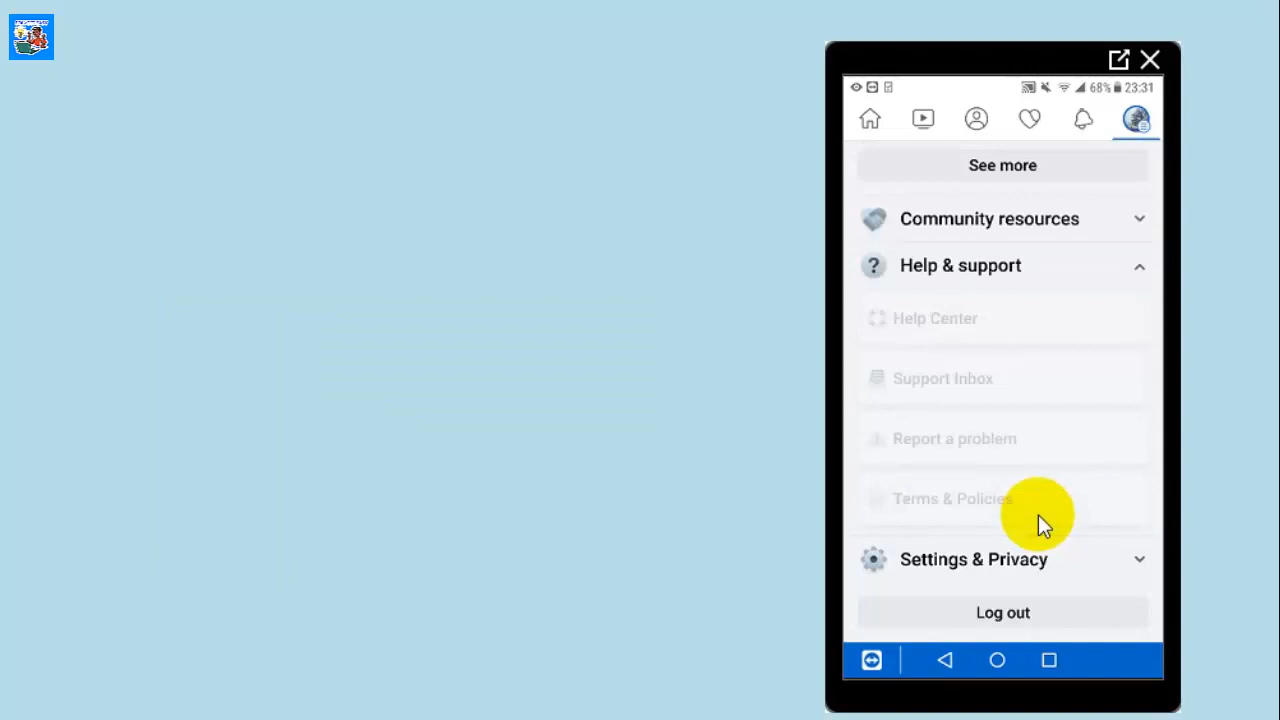 68% 23:31
See more
Community resources
Help & support
Help Center
Support Inbox
Report a problem
Terms & Policies
Settings & Privacy
Log out